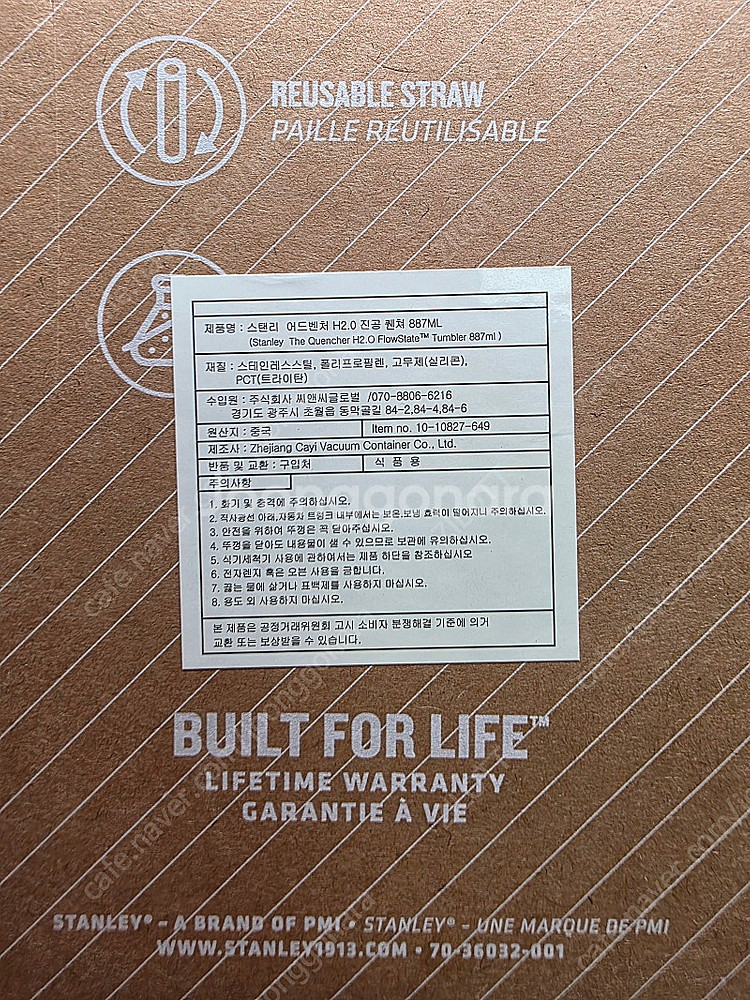 REUSABLE STRAW
PAILLE RÉUTILISABLE
제품명 : 스탠리 어드벤처 H2.0 진공 퀜쳐 887ML
(Stanley The Quencher H2.O FlowState™ Tumbler 887ml )
재질 : 스테인레스스틸, 폴리프로필렌, 고무제(실리콘),
PCT(트라이탄)
수입원 : 주식회사 씨앤씨글로벌 /070-8806-6216
경기도 광주시 초월읍 동막골길 84-2,84-4,84-6
원산지 : 중국 Item no. 10-10827-649
제조사 : Zhejiang Cayi Vacuum Container Co., Ltd.
반품 및 교환 : 구입처 식 품 용
주의사항
1. 화기 및 충격에 주의하십시오.
2. 직사광선 아래,자동차 트렁크 내부에서는 보온,보냉 효력이 떨어지니 주의하십시오.
3. 안전을 위하여 뚜껑은 꼭 닫아주십시오.
4. 뚜껑을 닫아도 내용물이 샐 수 있으므로 보관에 유의하십시오.
5. 식기세척기 사용에 관하여서는 제품 하단을 참조하십시오
6. 전자렌지 혹은 오븐 사용을 금합니다.
7. 끓는 물에 삶거나 표백제를 사용하지 마십시오.
8. 용도 외 사용하지 마십시오.
본 제품은 공정거래위원회 고시 소비자 분쟁해결 기준에 의거
교환 또는 보상받을 수 있습니다.
BUILT FOR LIFE™
LIFETIME WARRANTY
GARANTIE À VIE
STANLEY® - A BRAND OF PMI • STANLEY® - UNE MARQUE DE PMI
WWW.STANLEY1913.COM • 70-36032-001